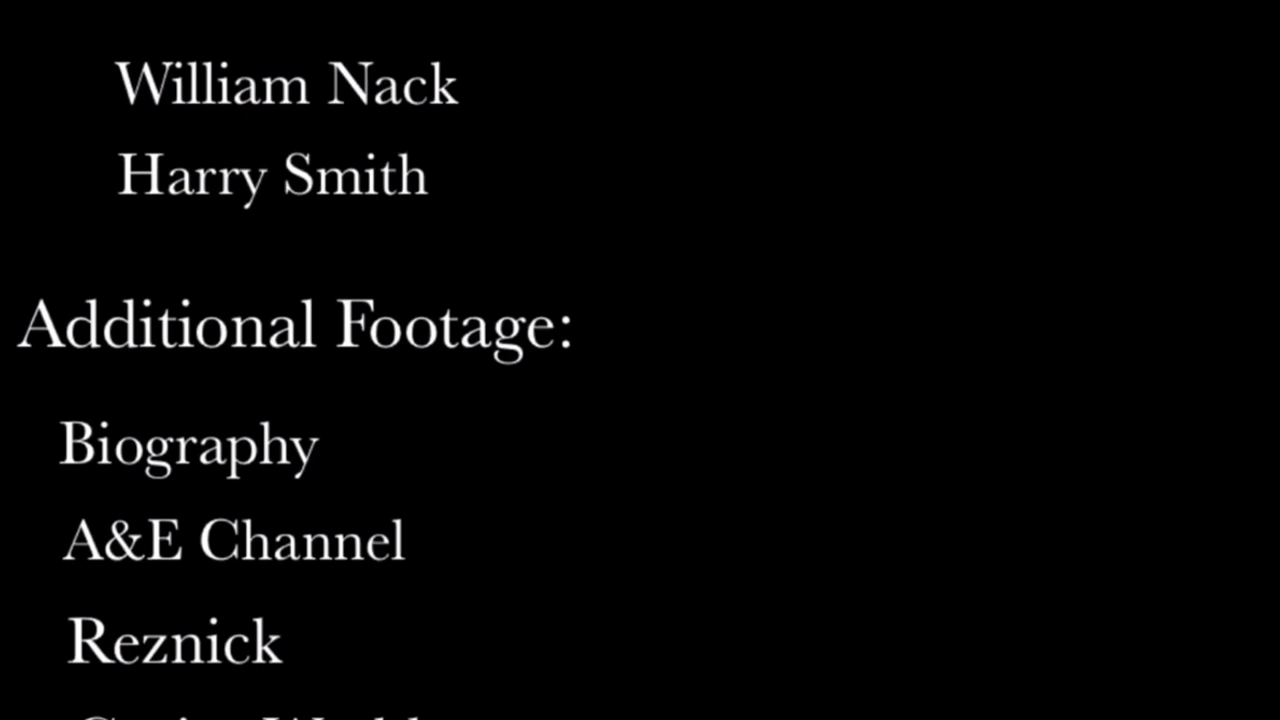 William Nack
Harry Smith
Additional Footage:
Biography
A&E Channel
Reznick